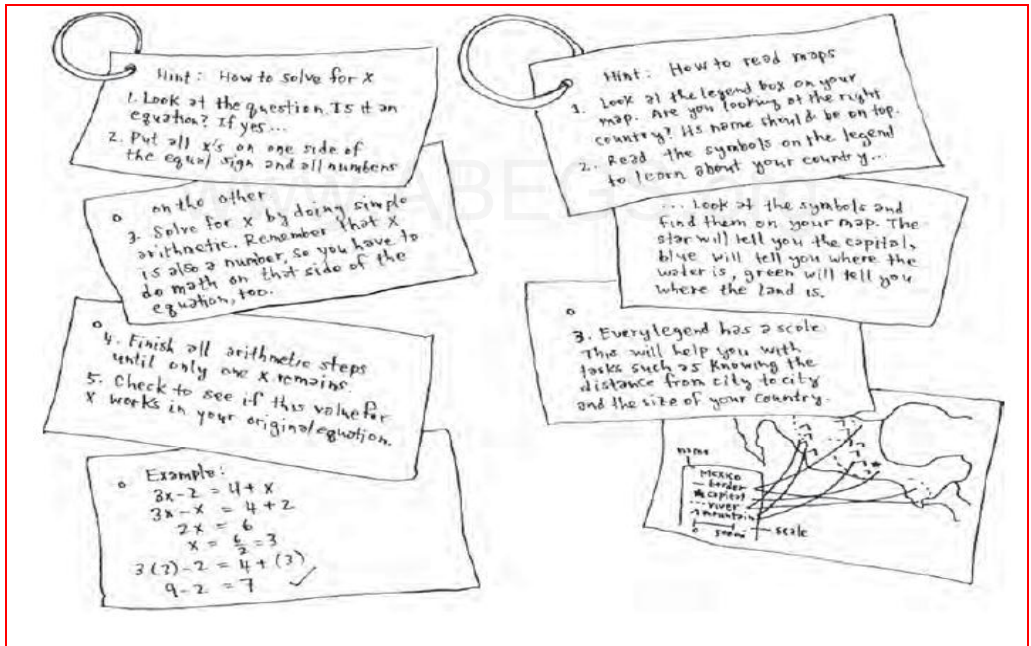 Hint: How to solve for x
1. Look at the question. Is it an
equation? If yes...
2. Put all x's on one side of
the equal sign and all numbers
on the other
3. Solve for x by doing simple
arithmetic. Remember that x
is also a number, so you have to
do math on that side of the
equation, too.
4. Finish all arithmetic steps
until only one x remains.
5. Check to see if this value for
x works in your original equation.
Example:
3x-2 = 4+x
3x-x = 4+2
2x = 6
x = 6/2 = 3
3(3)-2 = 4+(3)
9-2 = 7 ✓
Hint: How to read maps
1. Look at the legend box on your
map. Are you looking at the right
country? Its name should be on top.
2. Read the symbols on the legend
to learn about your country...
... Look at the symbols and
find them on your map. The
star will tell you the capital,
blue will tell you where the
water is, green will tell you
where the land is.
3. Every legend has a scale
This will help you with
tasks such as knowing the
distance from city to city
and the size of your country.
name
Mexico
border
★ capital
river
mountain
0
scale
www.ABEGS.org